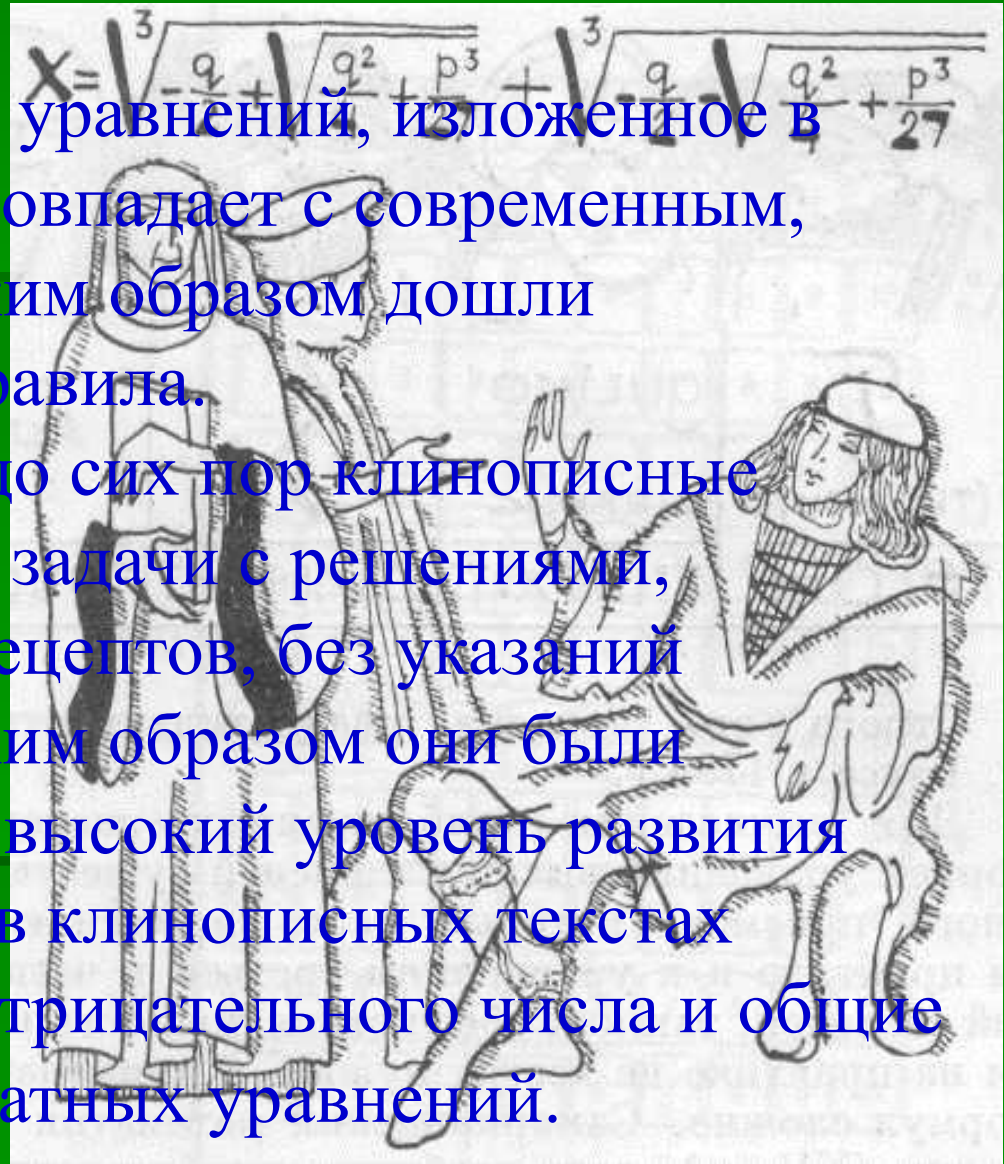 X = ∛(-q/2 + √(q²/4 + p³/27)) + ∛(-q/2 - √(q²/4 + p³/27))
уравнений, изложенное в
овпадает с современным,
им образом дошли
равила.
до сих пор клинописные
задачи с решениями,
ецептов, без указаний
им образом они были
высокий уровень развития
в клинописных текстах
трицательного числа и общие
атных уравнений.